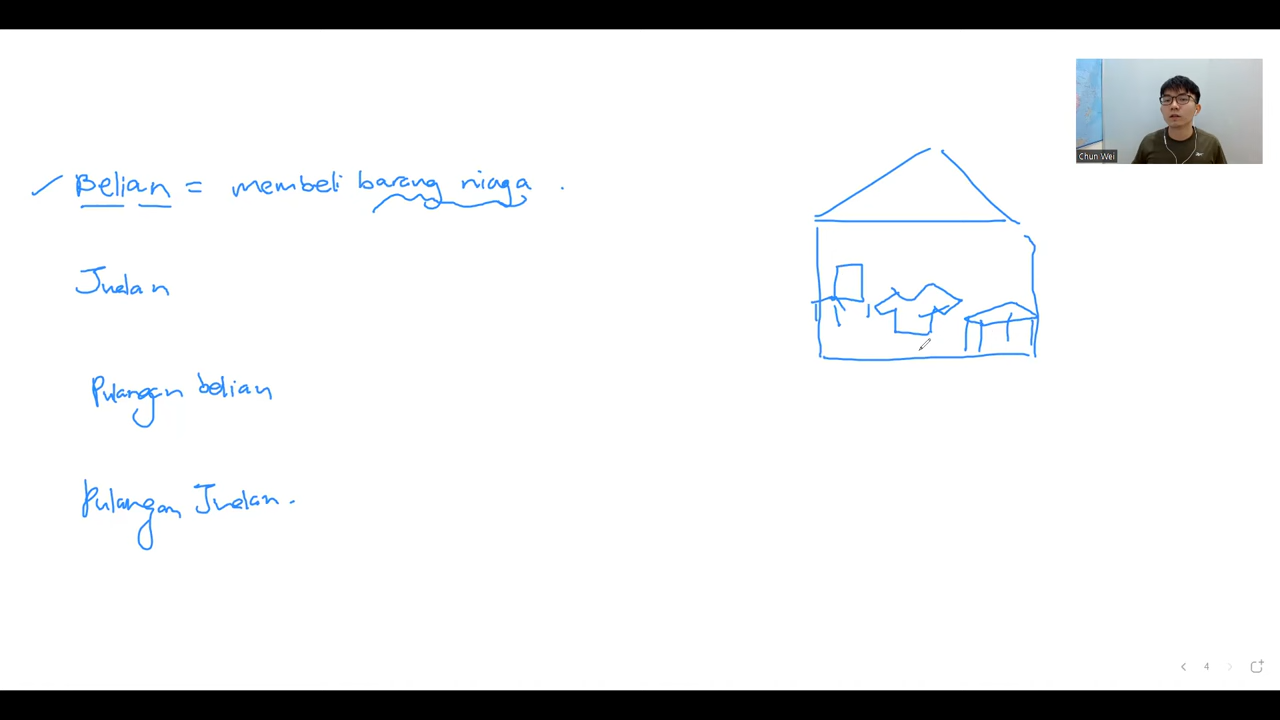 Belian = membeli barang niaga .
Jualan
Pulangan belian
Pulangan Jualan .
Chun Wei
4